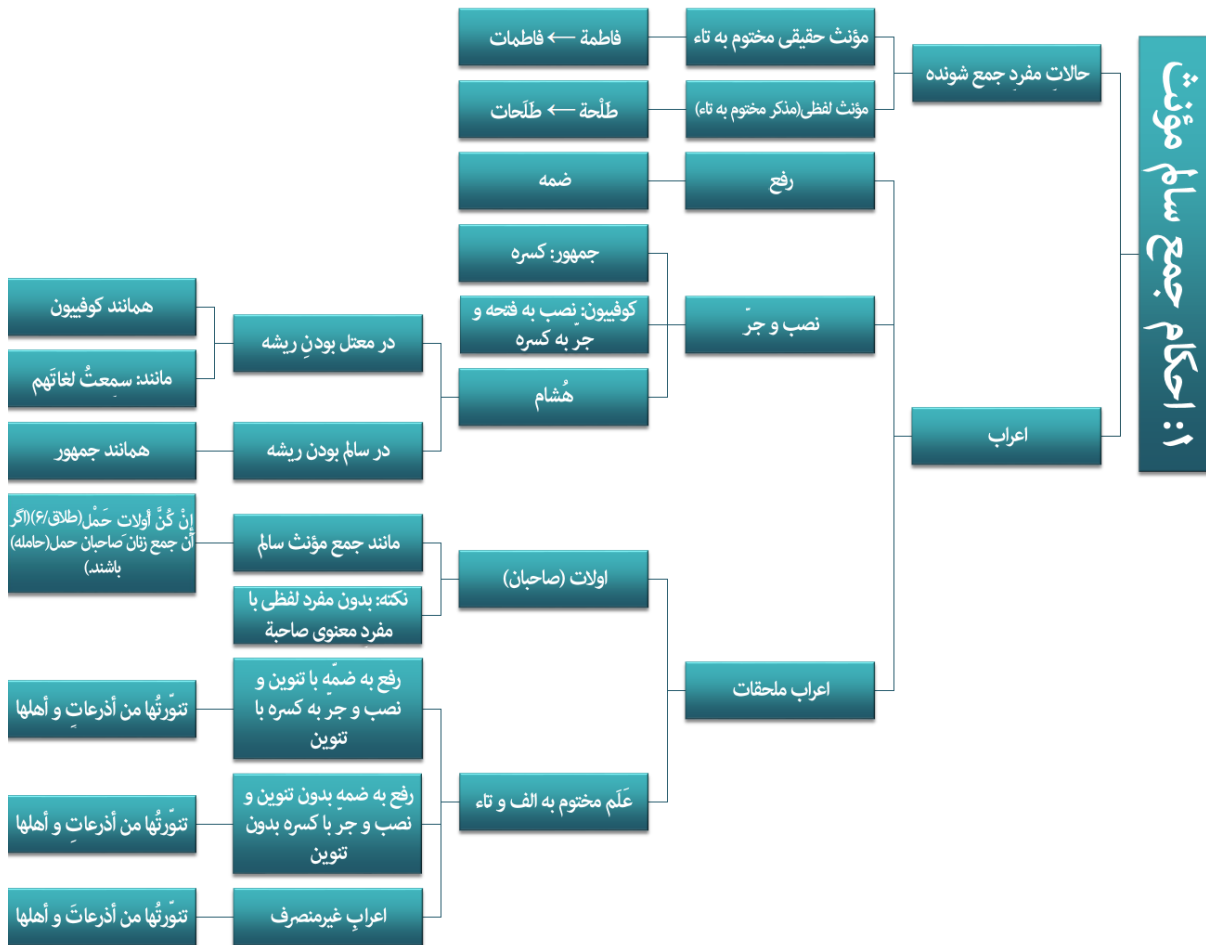 ۱: احکام جمع سالم مؤنث
حالاتِ مفردِ جمع شونده
مؤنث حقیقی مختوم به تاء
فاطمة ← فاطمات
مؤنث لفظی(مذکر مختوم به تاء)
طَلْحة ← طَلَحات
اعراب
رفع
ضمه
نصب و جرّ
جمهور: کسره
کوفییون: نصب به فتحه و
جرّ به کسره
هُشام
در معتل بودنِ ریشه
همانند کوفییون
مانند: سمِعتُ لغاتَهم
در سالم بودن ریشه
همانند جمهور
اعراب ملحقات
اولات (صاحبان)
مانند جمع مؤنث سالم
إنْ کُنَّ أولاتِ حَمْل(طلاق/۶)(اگر
آن جمع زنان َصاحبان حمل(حامله)
باشند.)
نکته: بدون مفرد لفظی با
مفردِ معنوی صاحبة
عَلَم مختوم به الف و تاء
رفع به ضمّهِ با تنوین و
نصب و جر به کسره با
تنوین
تنوّرتُها من أذرعاتٍ و أهلها
رفع به ضمهِ بدون تنوین و
نصب و جر با کسره بدون
تنوین
تنوّرتُها من أذرعاتِ و أهلها
اعرابِ غیرمنصرف
تنورتُها من أذرعاتَ و أهلها